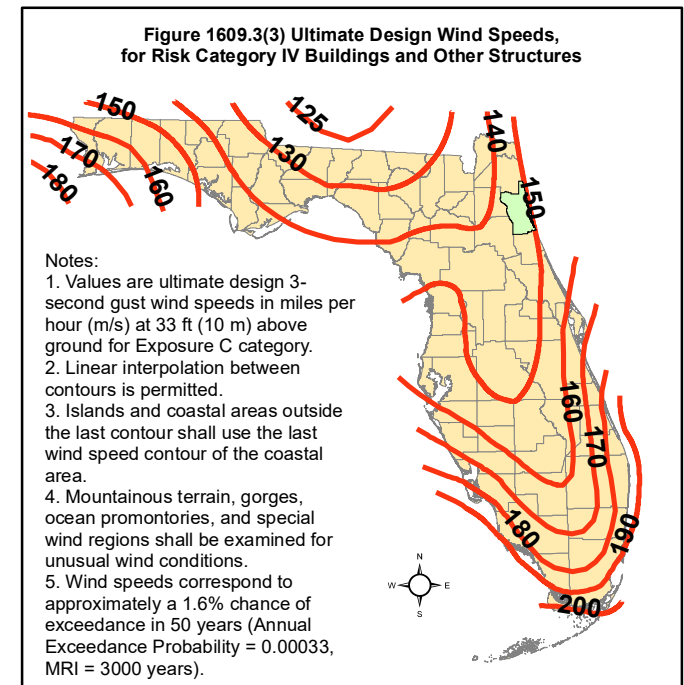 Figure 1609.3(3) Ultimate Design Wind Speeds,
for Risk Category IV Buildings and Other Structures
150
125
140
170
130
180
160
150
Notes:
1. Values are ultimate design 3-
second gust wind speeds in miles per
hour (m/s) at 33 ft (10 m) above
ground for Exposure C category.
2. Linear interpolation between
contours is permitted.
3. Islands and coastal areas outside
the last contour shall use the last
wind speed contour of the coastal
area.
4. Mountainous terrain, gorges,
ocean promontories, and special
wind regions shall be examined for
unusual wind conditions.
5. Wind speeds correspond to
approximately a 1.6% chance of
exceedance in 50 years (Annual
Exceedance Probability = 0.00033,
MRI = 3000 years).
160
170
180
190
200
N
W E
S